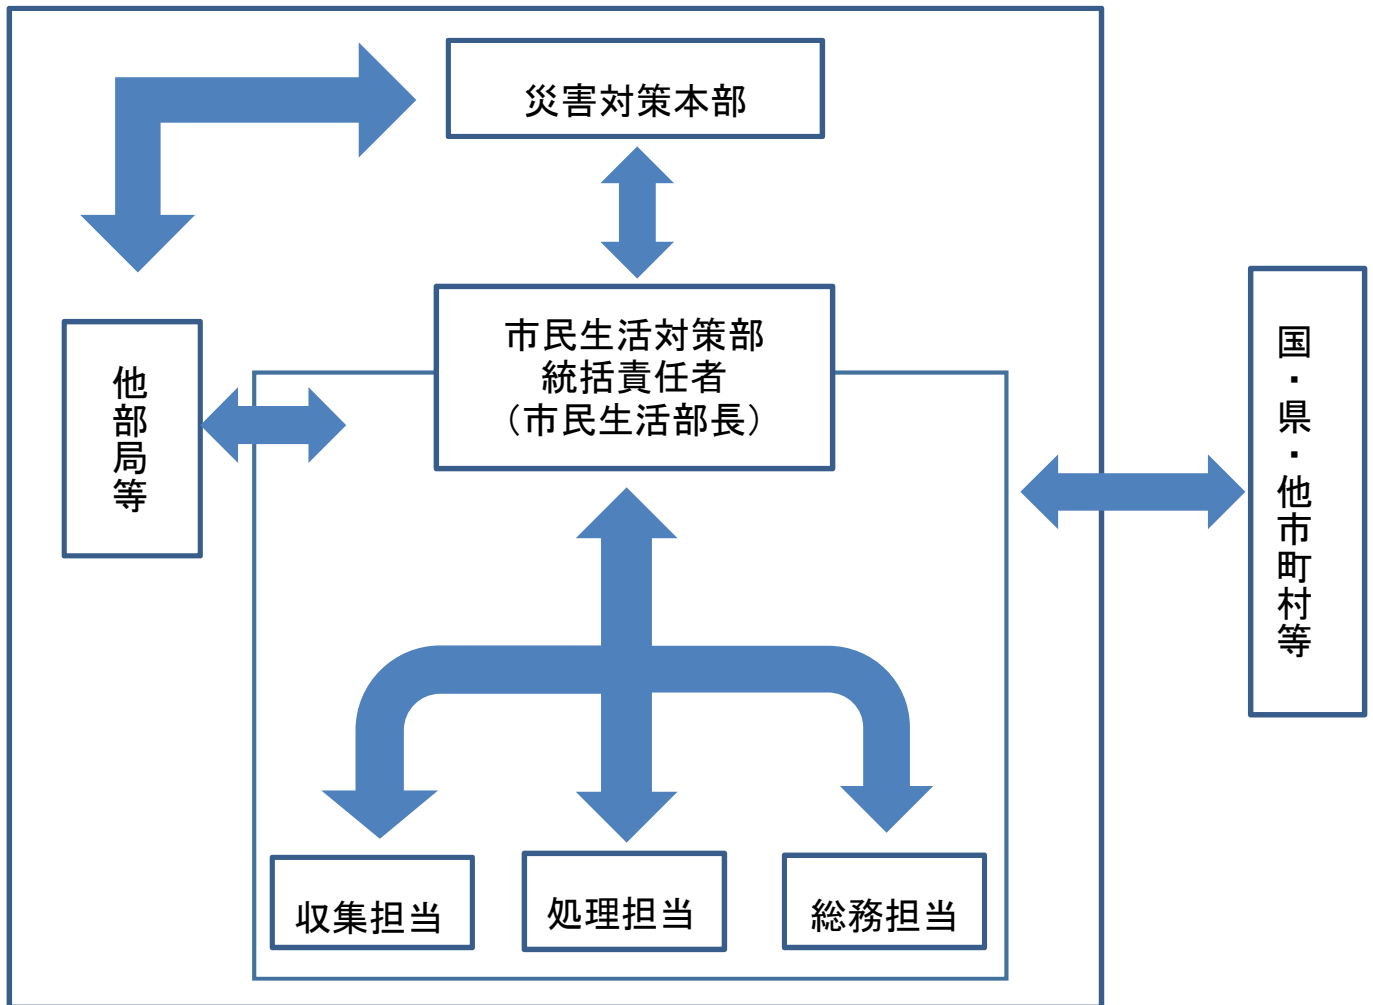 災害対策本部
市民生活対策部
統括責任者
（市民生活部長）
他部局等
国・県・他市町村等
収集担当
処理担当
総務担当